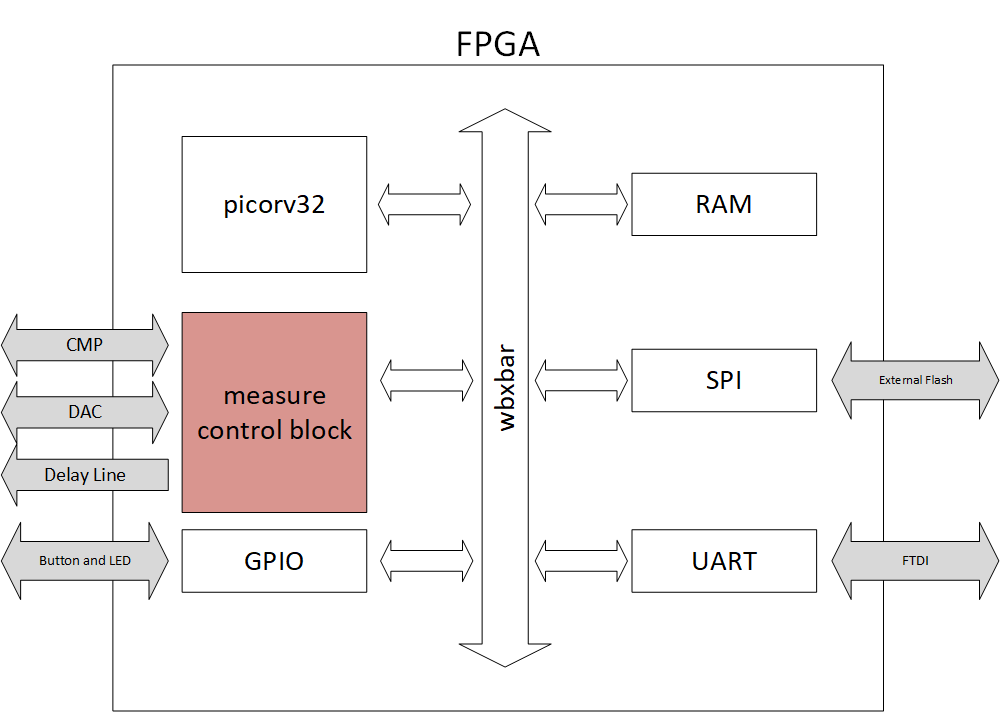 FPGA
picorv32
RAM
CMP
measure
control block
DAC
Delay Line
wbxbar
SPI
External Flash
Button and LED
GPIO
UART
FTDI